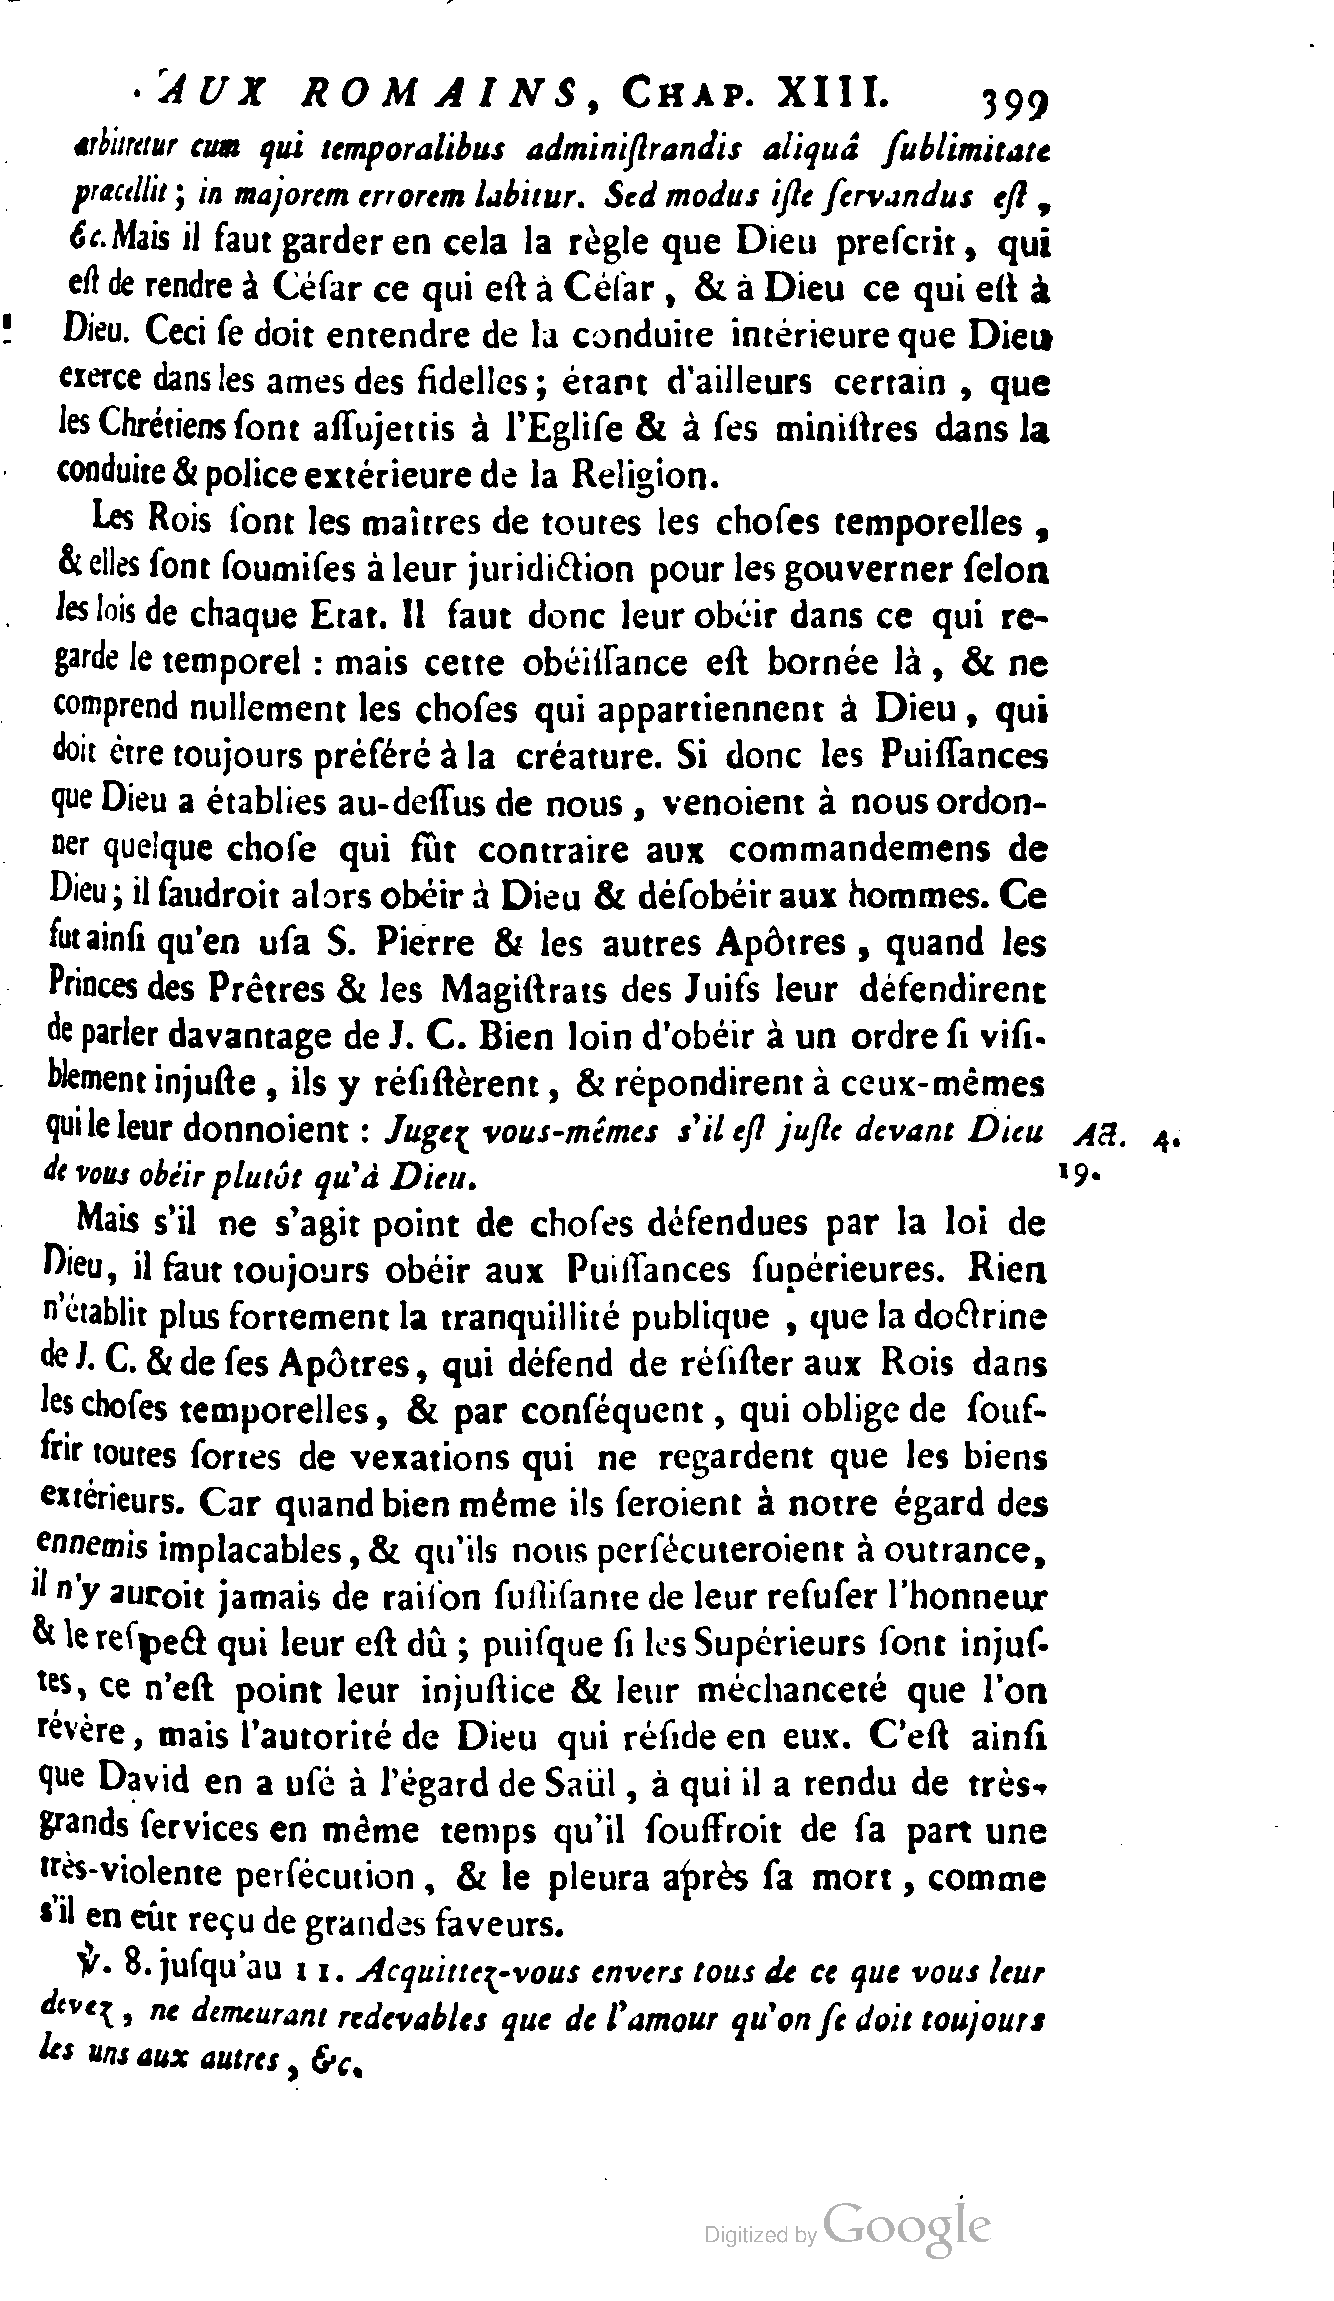 AUX ROMAINS, CHAP. XIII. 399
arbitretur eum qui temporalibus adminiſtrandis aliquâ ſublimitate
præcellit ; in majorem errorem labitur. Sed modus iſte ſervandus eſt ,
&c. Mais il faut garder en cela la règle que Dieu preſcrit, qui
eſt de rendre à Céſar ce qui eſt à Céſar , & à Dieu ce qui eſt à
Dieu. Ceci ſe doit entendre de la conduite intérieure que Dieu
exerce dans les ames des fidelles ; étant d'ailleurs certain , que
les Chrétiens ſont aſſujettis à l'Egliſe & à ſes miniſtres dans la
conduite & police extérieure de la Religion.
Les Rois ſont les maîtres de toutes les choſes temporelles ,
& elles ſont ſoumiſes à leur juridiction pour les gouverner ſelon
les lois de chaque Etat. Il faut donc leur obéir dans ce qui re-
garde le temporel : mais cette obéiſſance eſt bornée là , & ne
comprend nullement les choſes qui appartiennent à Dieu , qui
doit être toujours préféré à la créature. Si donc les Puiſſances
que Dieu a établies au-deſſus de nous , venoient à nous ordon-
ner quelque choſe qui fût contraire aux commandemens de
Dieu ; il faudroit alors obéir à Dieu & déſobéir aux hommes. Ce
fut ainſi qu'en uſa S. Pierre & les autres Apôtres , quand les
Princes des Prêtres & les Magiſtrats des Juifs leur défendirent
de parler davantage de J. C. Bien loin d'obéir à un ordre ſi viſi-
blement injuſte , ils y réſiſtèrent , & répondirent à ceux-mêmes
qui le leur donnoient : Jugez vous-mêmes s'il eſt juſte devant Dieu Act. 4.
de vous obéir plutôt qu'à Dieu. 19.
Mais s'il ne s'agit point de choſes défendues par la loi de
Dieu, il faut toujours obéir aux Puiſſances ſupérieures. Rien
n'établit plus fortement la tranquillité publique , que la doctrine
de J. C. & de ſes Apôtres, qui défend de réſiſter aux Rois dans
les choſes temporelles, & par conſéquent , qui oblige de ſouf-
frir toutes ſortes de vexations qui ne regardent que les biens
extérieurs. Car quand bien même ils ſeroient à notre égard des
ennemis implacables, & qu'ils nous perſécuteroient à outrance,
il n'y auroit jamais de raiſon ſuffiſante de leur refuſer l'honneur
& le reſpect qui leur eſt dû ; puiſque ſi les Supérieurs ſont injuſ-
tes, ce n'eſt point leur injuſtice & leur méchanceté que l'on
révère, mais l'autorité de Dieu qui réſide en eux. C'eſt ainſi
que David en a uſé à l'égard de Saül , à qui il a rendu de très-
grands ſervices en même temps qu'il ſouffroit de ſa part une
très-violente perſécution , & le pleura après ſa mort , comme
s'il en eût reçu de grandes faveurs.
℣. 8. juſqu'au 11. Acquittez-vous envers tous de ce que vous leur
devez , ne demeurant redevables que de l'amour qu'on ſe doit toujours
les uns aux autres , &c.
Digitized by Google